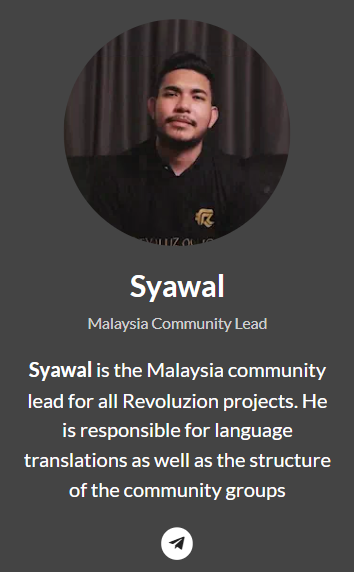 Syawal
Malaysia Community Lead
Syawal is the Malaysia community
lead for all Revoluzion projects. He
is responsible for language
translations as well as the structure
of the community groups